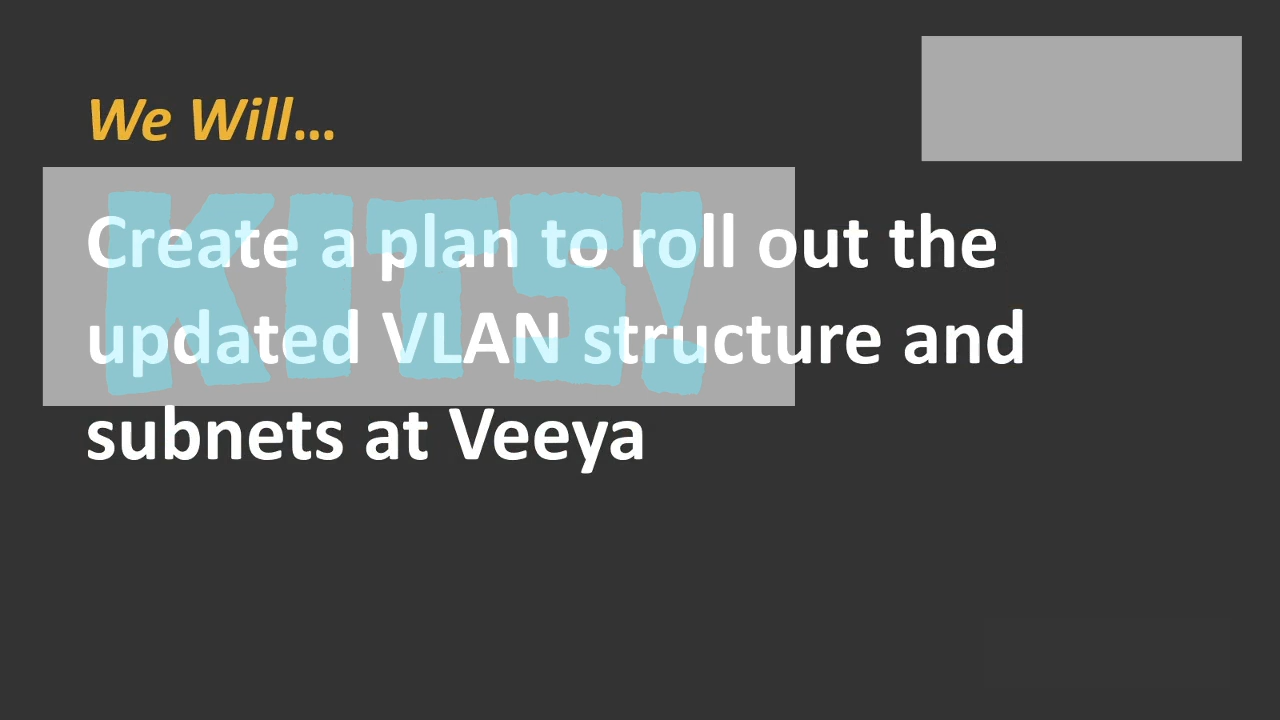 We Will...
KITS!
Create a plan to roll out the
updated VLAN structure and
subnets at Veeya